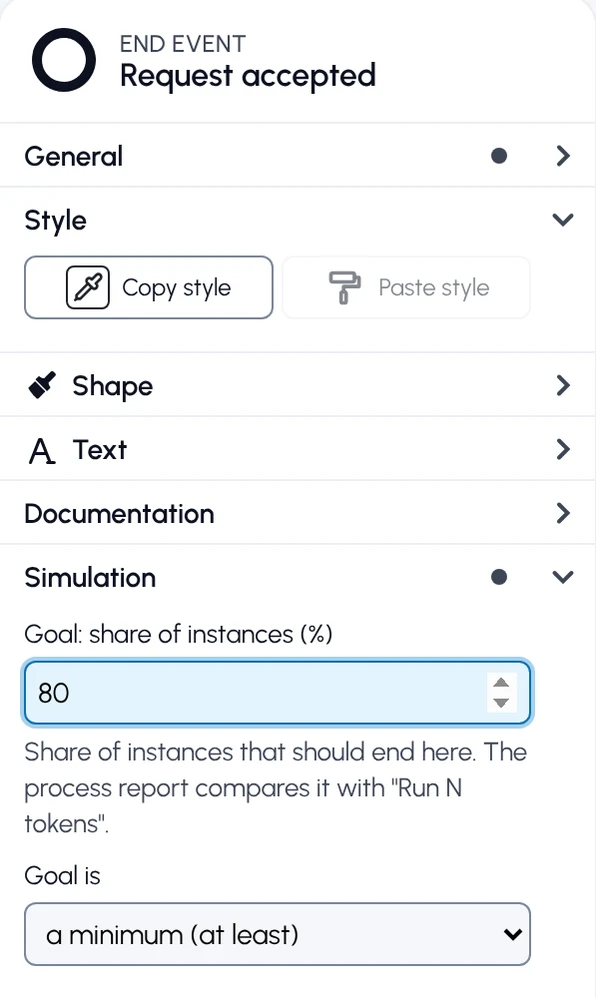 END EVENT
Request accepted
General
Style
Copy style
Paste style
Shape
Text
Documentation
Simulation
Goal: share of instances (%)
80
Share of instances that should end here. The
process report compares it with "Run N
tokens".
Goal is
a minimum (at least)